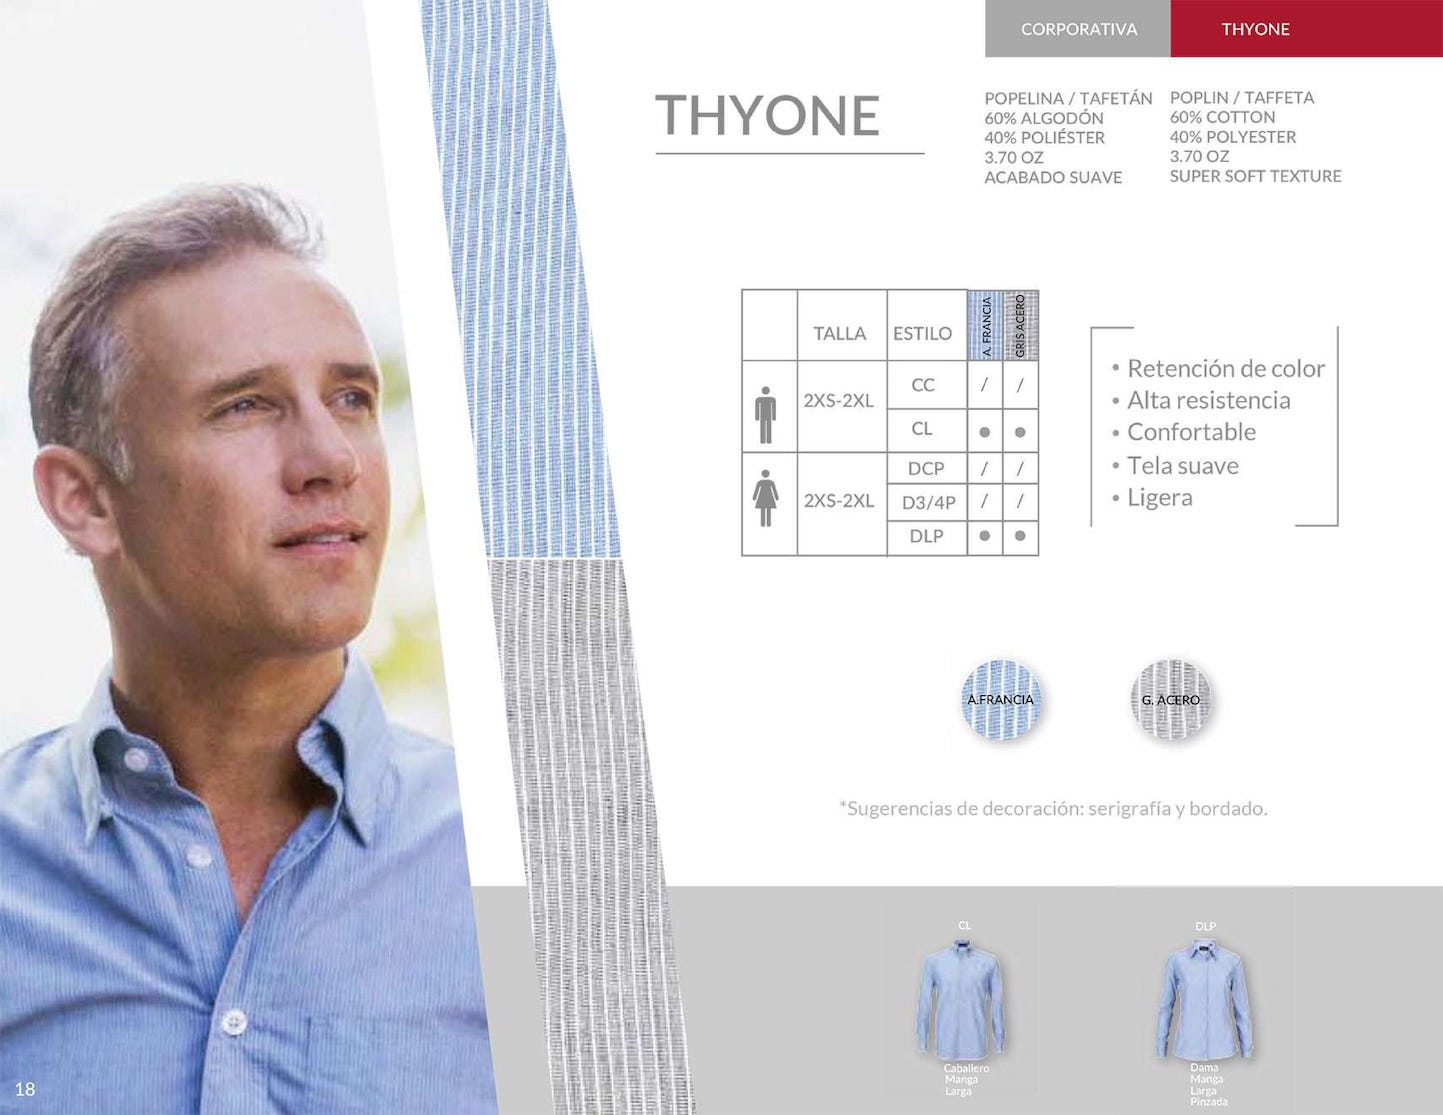 CORPORATIVA
THYONE
THYONE
POPELINA / TAFETÁN
60% ALGODÓN
40% POLIÉSTER
3.70 OZ
ACABADO SUAVE
POPLIN / TAFFETA
60% COTTON
40% POLYESTER
3.70 OZ
SUPER SOFT TEXTURE
TALLA
ESTILO
A. FRANCIA
GRIS ACERO
2XS-2XL
CC
/
/
CL
●
●
2XS-2XL
DCP
/
/
D3/4P
/
/
DLP
●
●
• Retención de color
• Alta resistencia
• Confortable
• Tela suave
• Ligera
A.FRANCIA
G. ACERO
*Sugerencias de decoración: serigrafía y bordado.
CL
Caballero
Manga
Larga
DLP
Dama
Manga
Larga
Pinzada
18